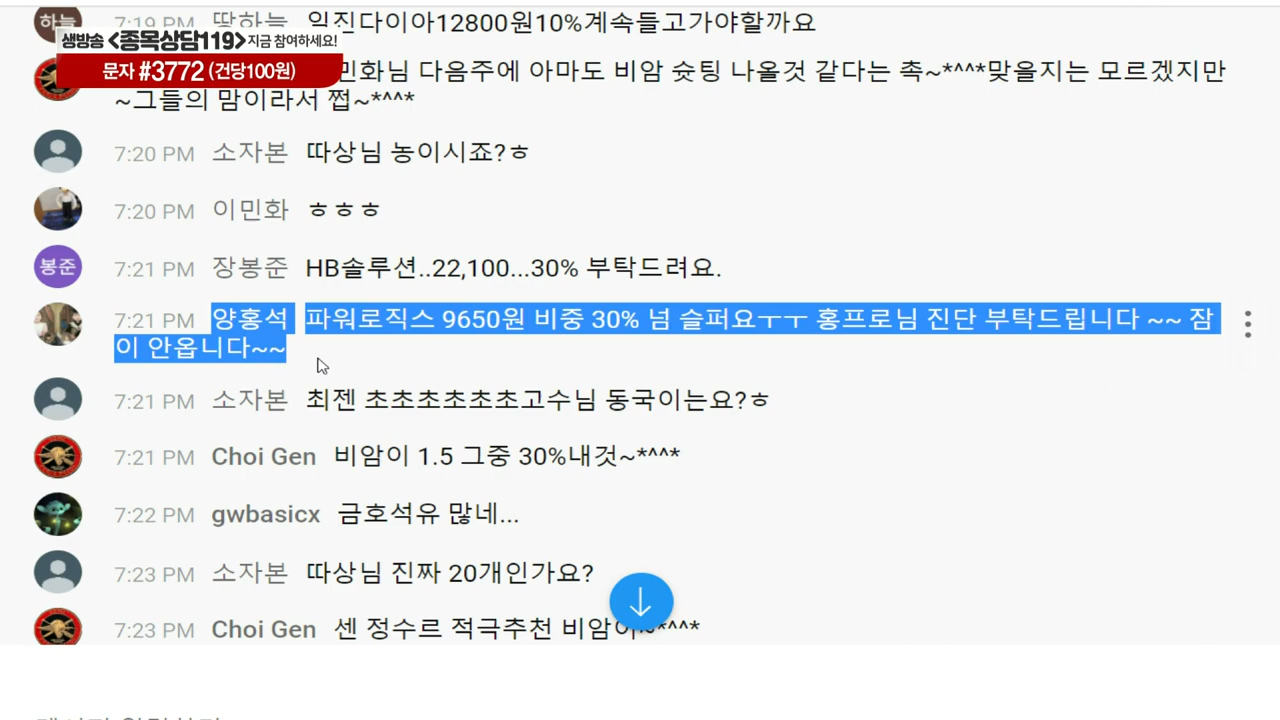 하늘 7:19 PM 땅하늘 일진다이아12800원10%계속들고가야할까요
생방송 <종목상담119> 지금 참여하세요!
문자 #3772 (건당100원)
민화님 다음주에 아마도 비암 슛팅 나올것 같다는 촉~*^^^*맞을지는 모르겠지만
~그들의 맘이라서 쩝~*^^^*
7:20 PM 소자본 따상님 농이시죠?ㅎ
7:20 PM 이민화 ㅎㅎㅎ
봉준 7:21 PM 장봉준 HB솔루션..22,100...30% 부탁드려요.
7:21 PM 양홍석 파워로직스 9650원 비중 30% 넘 슬퍼요ㅜㅜ 홍프로님 진단 부탁드립니다 ~~ 잠
이 안옵니다~~
7:21 PM 소자본 최젠 초초초초초초고수님 동국이는요?ㅎ
7:21 PM Choi Gen 비암이 1.5 그중 30%내것~*^^^*
7:22 PM gwbasicx 금호석유 많네...
7:23 PM 소자본 따상님 진짜 20개인가요?
7:23 PM Choi Gen 센 정수르 적극추천 비암이~*^^^*